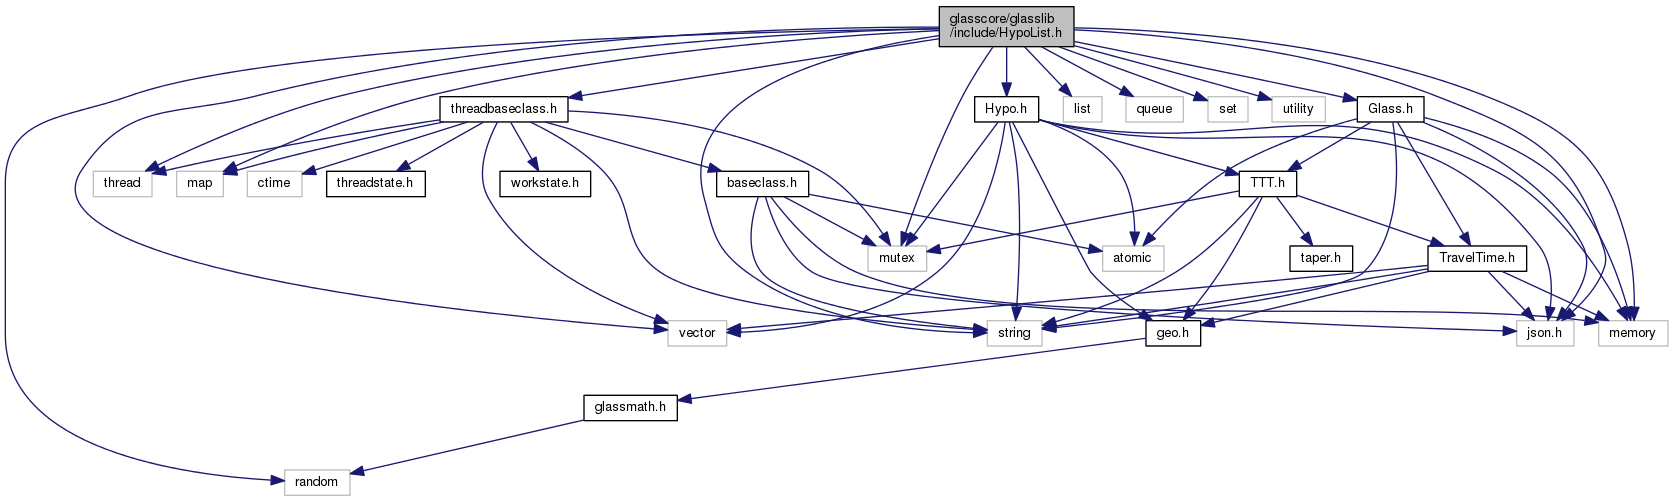 glasscore/glasslib
/include/HypoList.h
threadbaseclass.h
Hypo.h
list
queue
set
utility
Glass.h
thread
map
ctime
threadstate.h
workstate.h
baseclass.h
TTT.h
mutex
atomic
taper.h
TravelTime.h
vector
string
geo.h
json.h
memory
glassmath.h
random